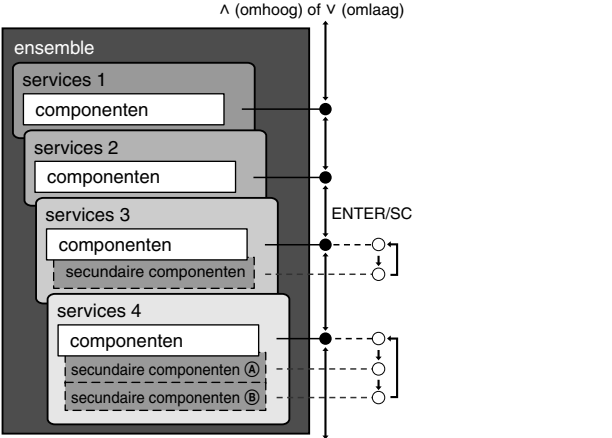 ∧ (omhoog) of ∨ (omlaag)
ensemble
services 1
componenten
services 2
componenten
services 3
ENTER/SC
componenten
secundaire componenten
services 4
componenten
secundaire componenten Ⓐ
secundaire componenten Ⓑ